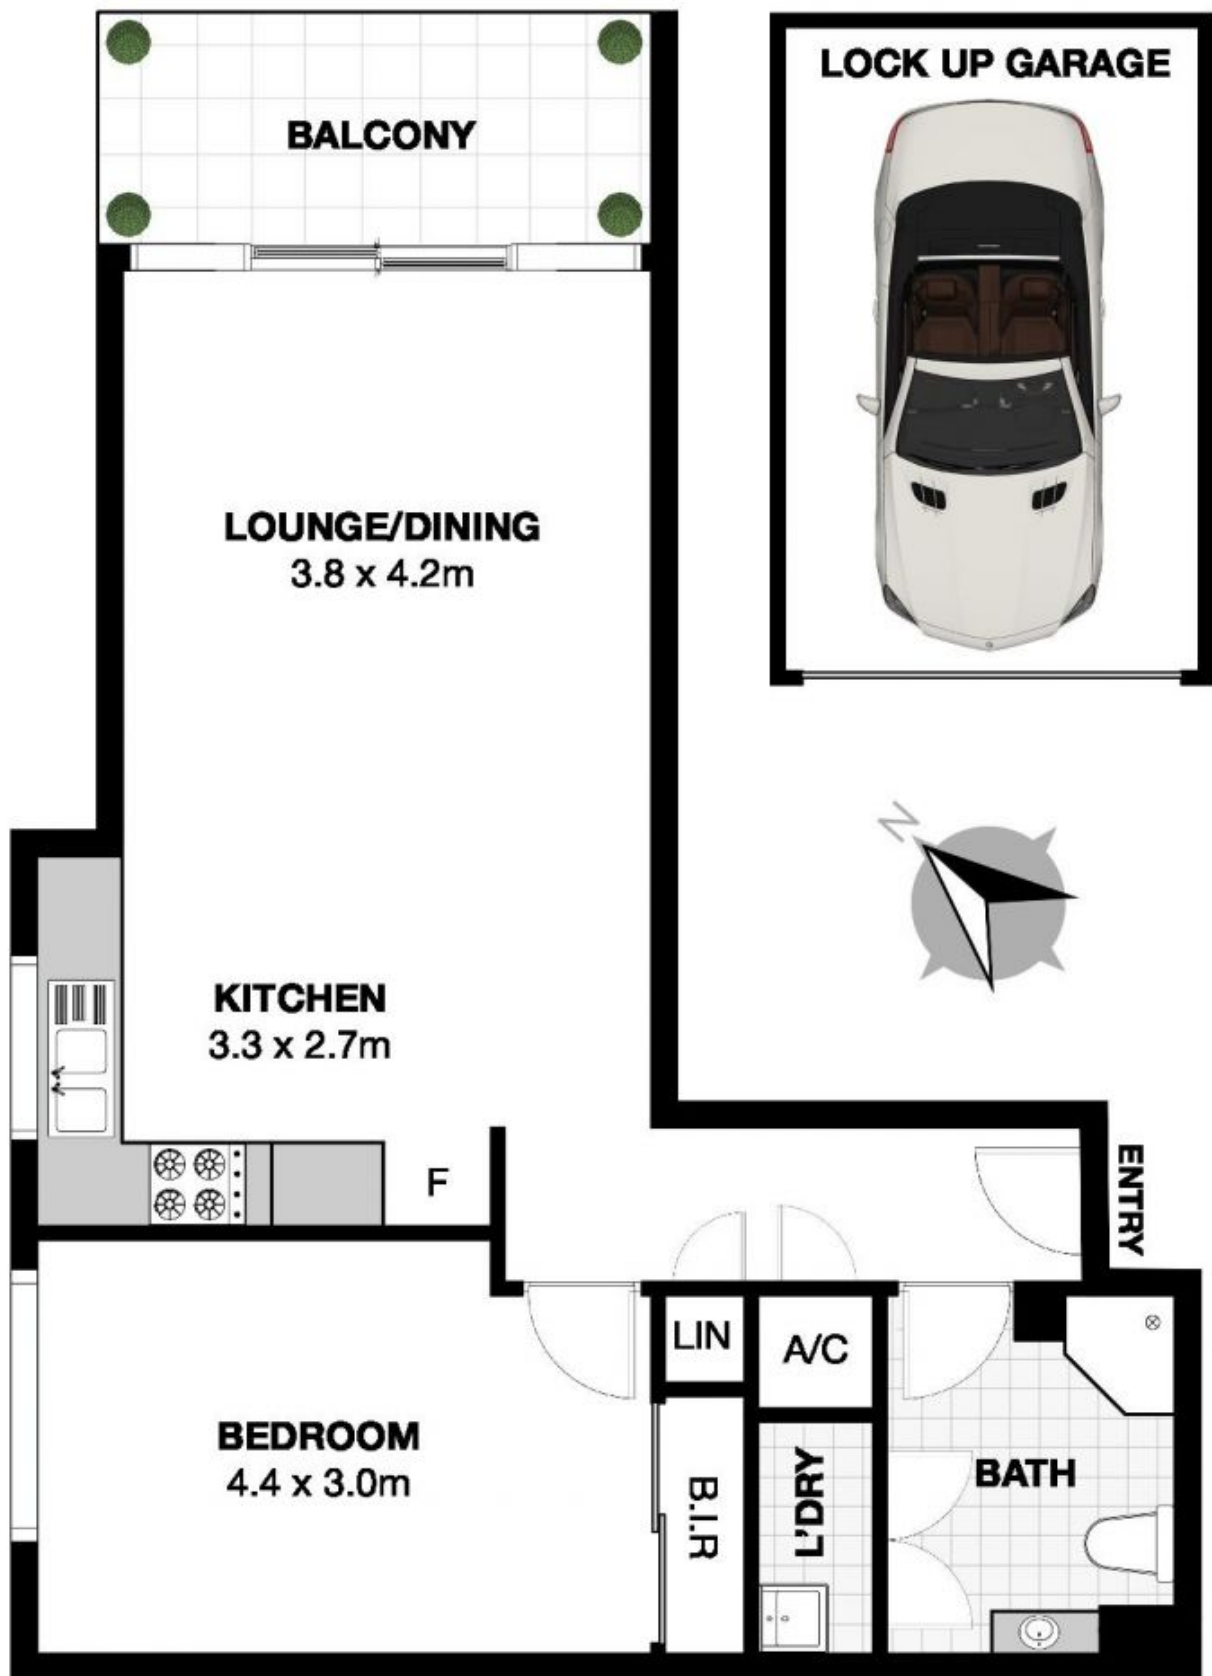 LOCK UP GARAGE
BALCONY
LOUNGE/DINING
3.8 x 4.2m
N
KITCHEN
3.3 x 2.7m
F
ENTRY
LIN
A/C
BEDROOM
4.4 x 3.0m
B.I.R
L'DRY
BATH